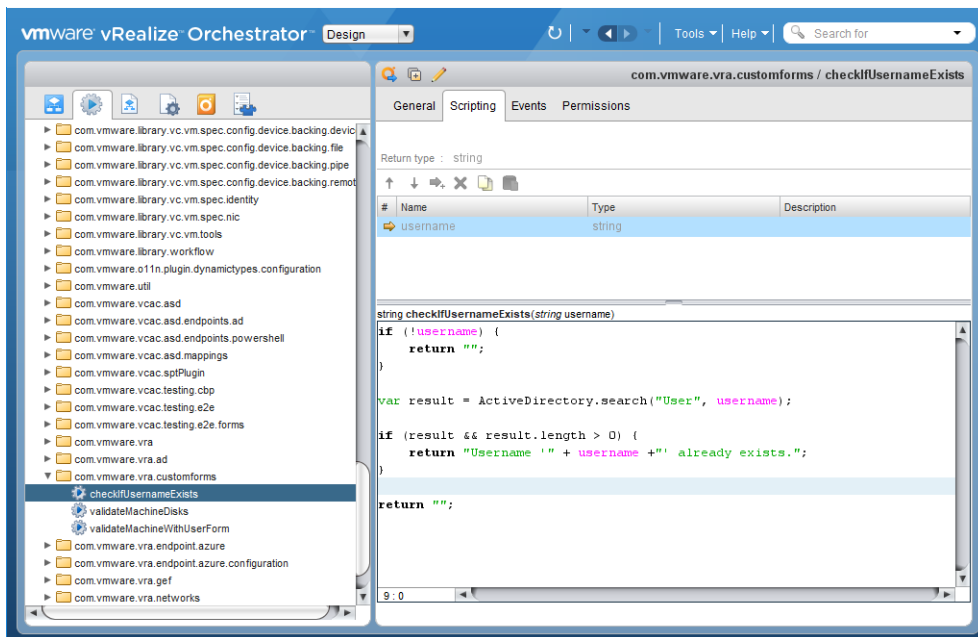 vmware vRealize™ Orchestrator™ Design Tools Help Search for
com.vmware.vra.customforms / checkIfUsernameExists
General Scripting Events Permissions
Return type : string
# Name Type Description
username string
string checkIfUsernameExists(string username)
if (!username) {
return "";
}
var result = ActiveDirectory.search("User", username);
if (result && result.length > 0) {
return "Username '" + username +"' already exists.";
}
return "";
9 : 0
com.vmware.library.vc.vm.spec.config.device.backing.devic
com.vmware.library.vc.vm.spec.config.device.backing.file
com.vmware.library.vc.vm.spec.config.device.backing.pipe
com.vmware.library.vc.vm.spec.config.device.backing.remot
com.vmware.library.vc.vm.spec.identity
com.vmware.library.vc.vm.spec.nic
com.vmware.library.vc.vm.tools
com.vmware.library.workflow
com.vmware.o11n.plugin.dynamictypes.configuration
com.vmware.util
com.vmware.vcac.asd
com.vmware.vcac.asd.endpoints.ad
com.vmware.vcac.asd.endpoints.powershell
com.vmware.vcac.asd.mappings
com.vmware.vcac.sptPlugin
com.vmware.vcac.testing.cbp
com.vmware.vcac.testing.e2e
com.vmware.vcac.testing.e2e.forms
com.vmware.vra
com.vmware.vra.ad
com.vmware.vra.customforms
checkIfUsernameExists
validateMachineDisks
validateMachineWithUserForm
com.vmware.vra.endpoint.azure
com.vmware.vra.endpoint.azure.configuration
com.vmware.vra.gef
com.vmware.vra.networks